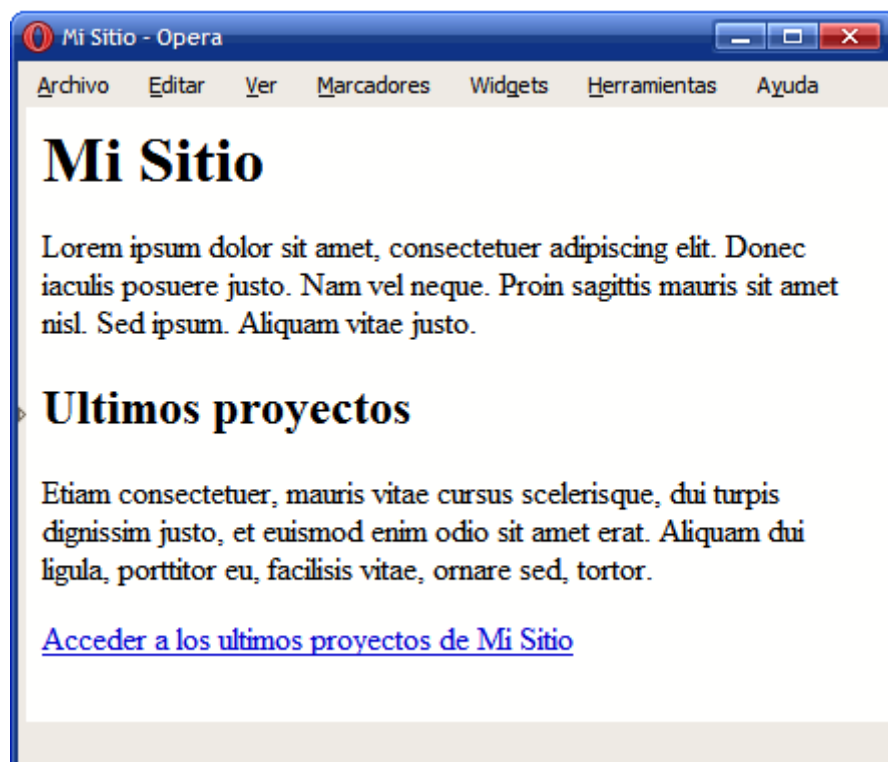 Mi Sitio - Opera
Archivo Editar Ver Marcadores Widgets Herramientas Ayuda
Mi Sitio
Lorem ipsum dolor sit amet, consectetuer adipiscing elit. Donec
iaculis posuere justo. Nam vel neque. Proin sagittis mauris sit amet
nisl. Sed ipsum. Aliquam vitae justo.
Ultimos proyectos
Etiam consectetuer, mauris vitae cursus scelerisque, dui turpis
dignissim justo, et euismod enim odio sit amet erat. Aliquam dui
ligula, porttitor eu, facilisis vitae, ornare sed, tortor.
Acceder a los ultimos proyectos de Mi Sitio